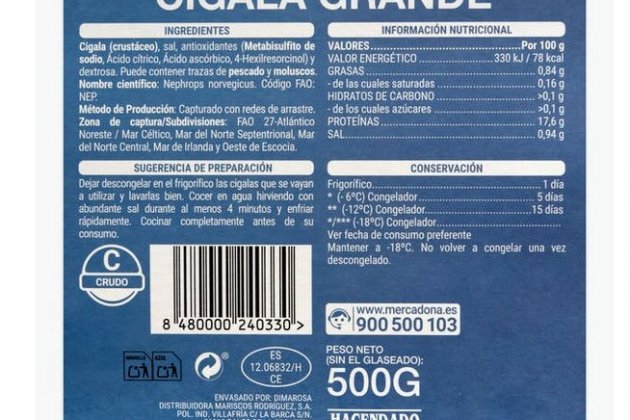 CIGALA GRANDE
INGREDIENTES
Cigala (crustáceo), sal, antioxidantes (Metabisulfito de
sodio, Ácido cítrico, Ácido ascórbico, 4-Hexilresorcinol) y
dextrosa. Puede contener trazas de pescado y moluscos.
Nombre científico: Nephrops norvegicus. Código FAO:
NEP.
Método de Producción: Capturado con redes de arrastre.
Zona de captura/Subdivisiones: FAO 27-Atlántico
Noreste / Mar Céltico, Mar del Norte Septentrional, Mar
del Norte Central, Mar de Irlanda y Oeste de Escocia.
INFORMACIÓN NUTRICIONAL
VALORES Por 100 g
VALOR ENERGÉTICO 330 kJ / 78 kcal
GRASAS 0,84 g
- de las cuales saturadas 0,16 g
HIDRATOS DE CARBONO >0,1 g
- de los cuales azúcares >0,1 g
PROTEÍNAS 17,6 g
SAL 0,94 g
SUGERENCIA DE PREPARACIÓN
Dejar descongelar en el frigorífico las cigalas que se vayan
a utilizar y lavarlas bien. Cocer en agua hirviendo con
abundante sal durante al menos 4 minutos y enfriar
rápidamente. Cocinar completamente antes de su
consumo.
CONSERVACIÓN
Frigorífico 1 día
* (- 6ºC) Congelador 5 días
** (-12ºC) Congelador 15 días
*/*** (-18ºC) Congelador
Ver fecha de consumo preferente
Mantener a -18ºC. No volver a congelar una vez
descongelado.
C
CRUDO
8 480000 240330 >
www.mercadona.es
900 500 103
AMARILLO AZUL
ES
12.06832/H
CE
PESO NETO
(SIN EL GLASEADO):
500G
ENVASADO POR: DIMAROSA
DISTRIBUIDORA MARISCOS RODRÍGUEZ, S.A.
POL. IND. VILLAFRÍA C/ LA BARCA S/N.
HACENDADO